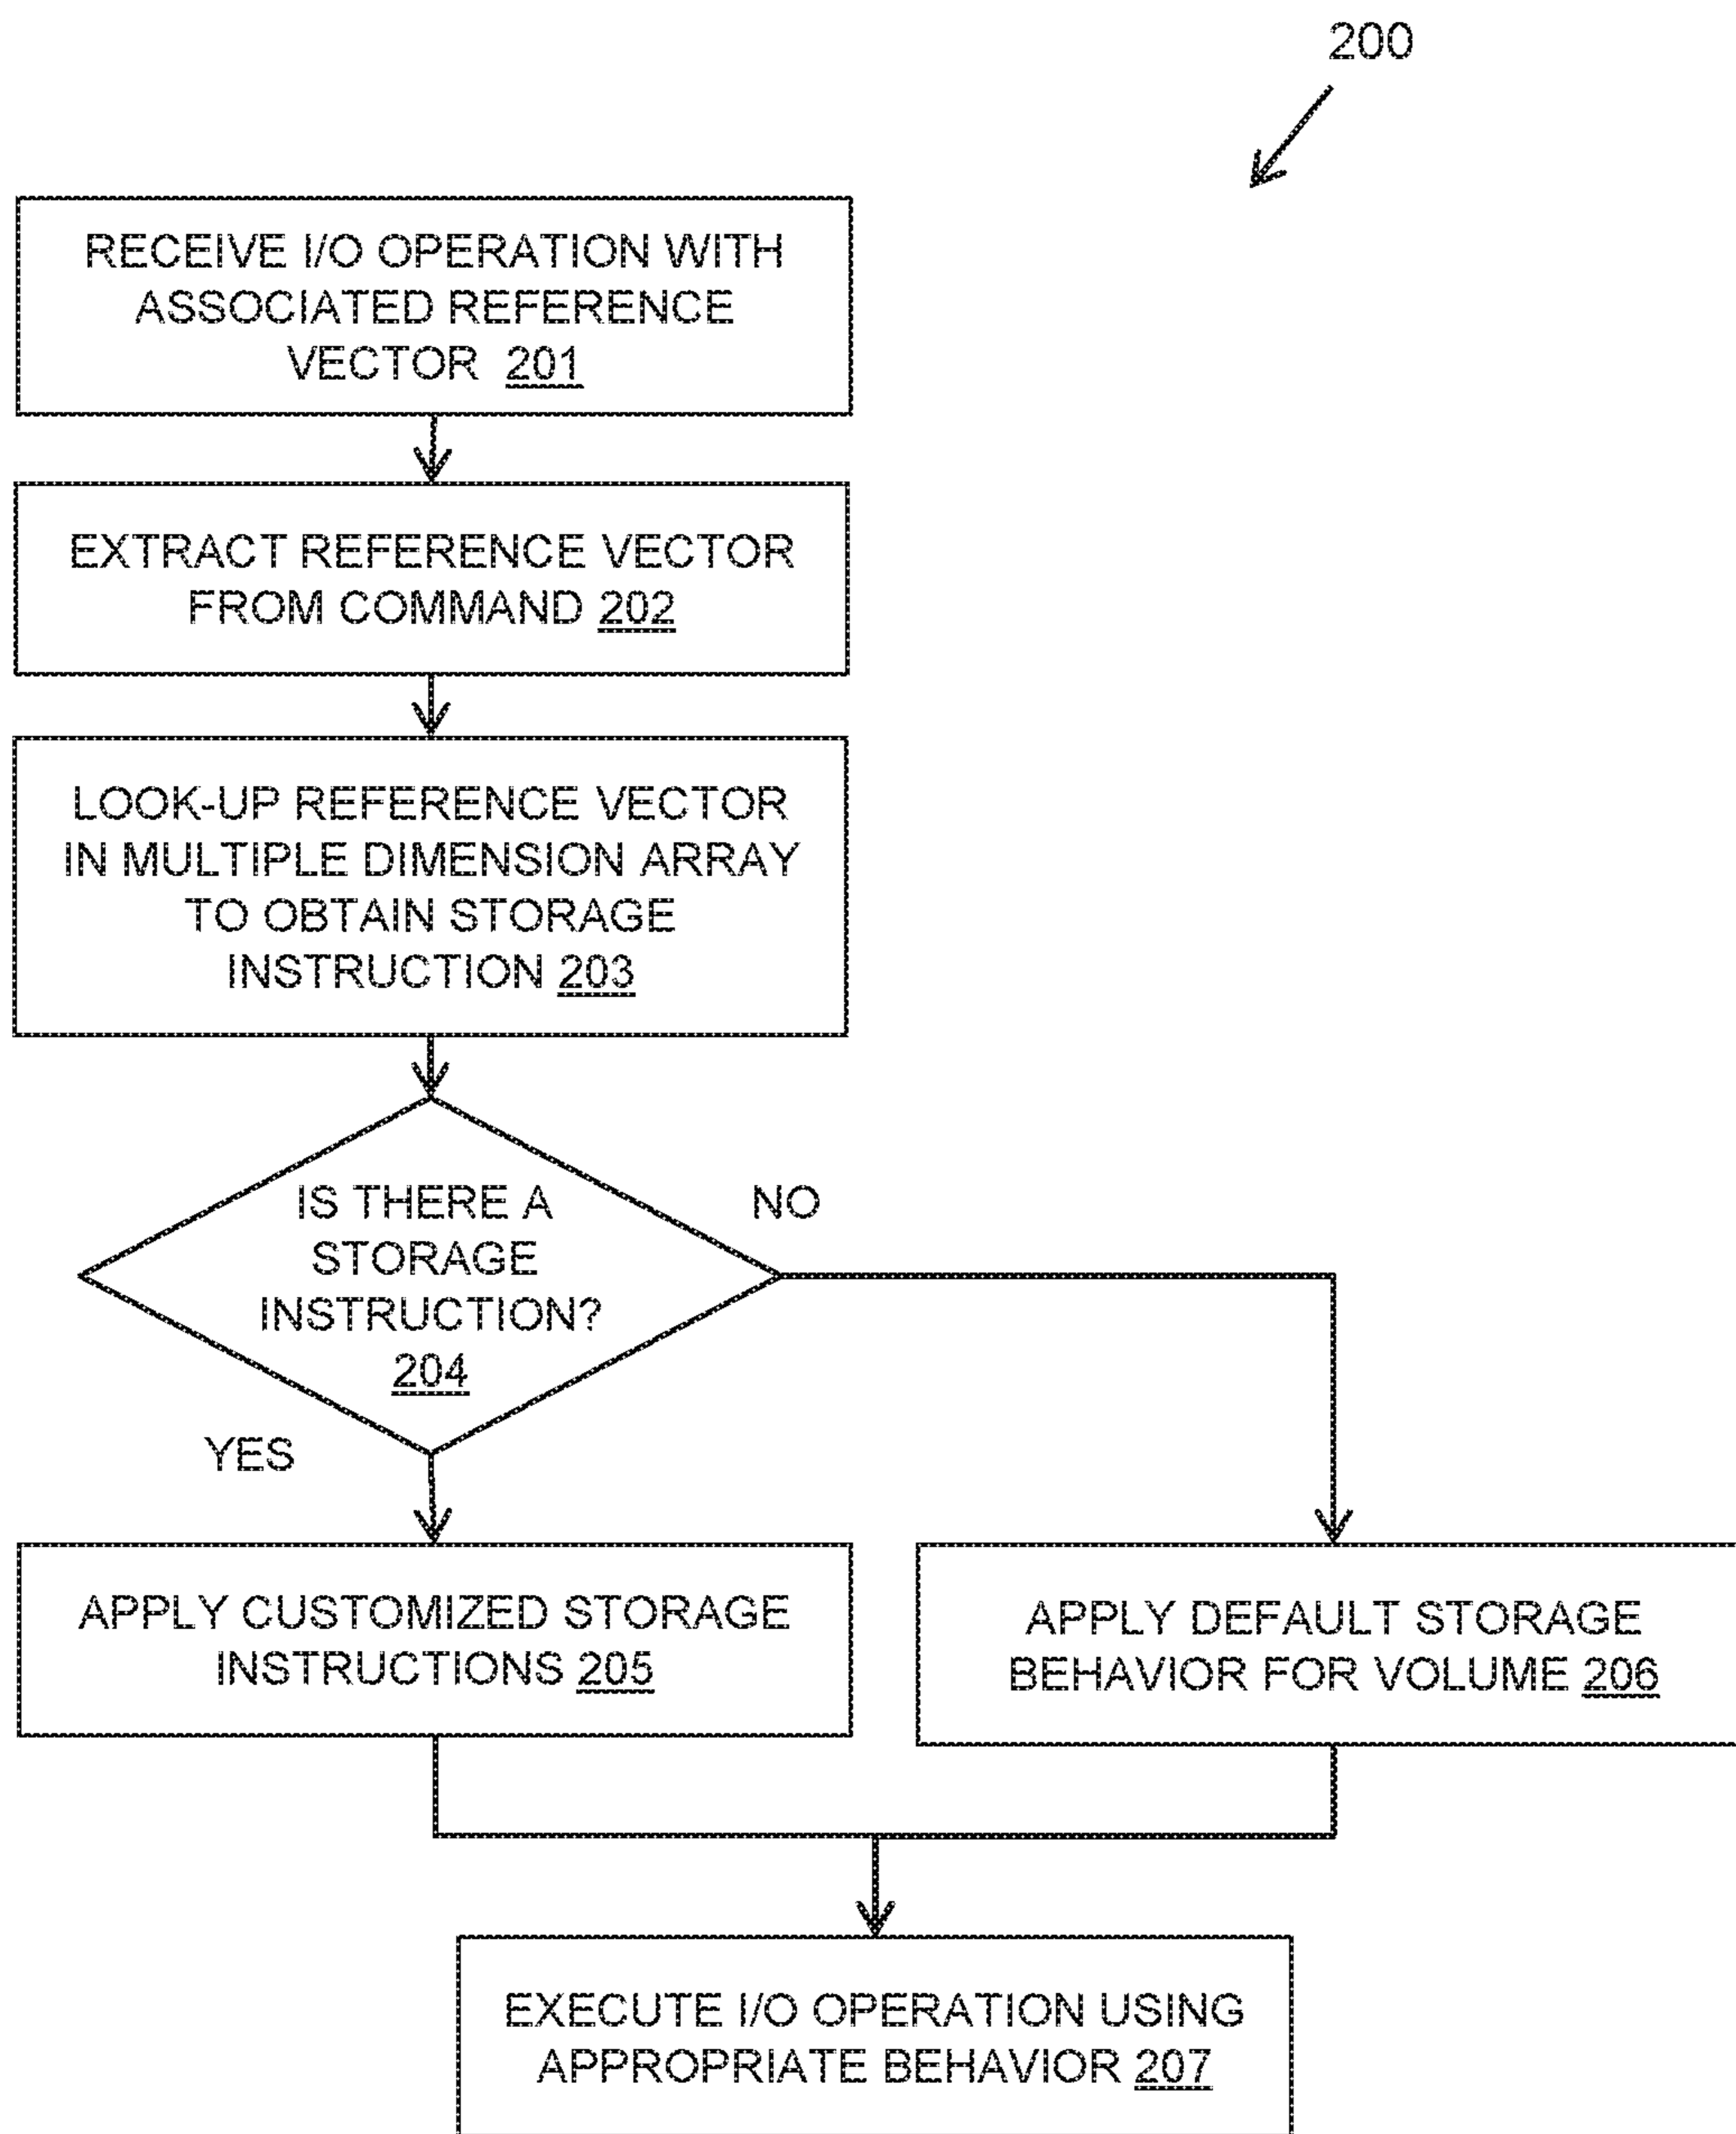 200
RECEIVE I/O OPERATION WITH
ASSOCIATED REFERENCE
VECTOR 201
EXTRACT REFERENCE VECTOR
FROM COMMAND 202
LOOK-UP REFERENCE VECTOR
IN MULTIPLE DIMENSION ARRAY
TO OBTAIN STORAGE
INSTRUCTION 203
IS THERE A
STORAGE
INSTRUCTION?
204
NO
YES
APPLY CUSTOMIZED STORAGE
INSTRUCTIONS 205
APPLY DEFAULT STORAGE
BEHAVIOR FOR VOLUME 206
EXECUTE I/O OPERATION USING
APPROPRIATE BEHAVIOR 207